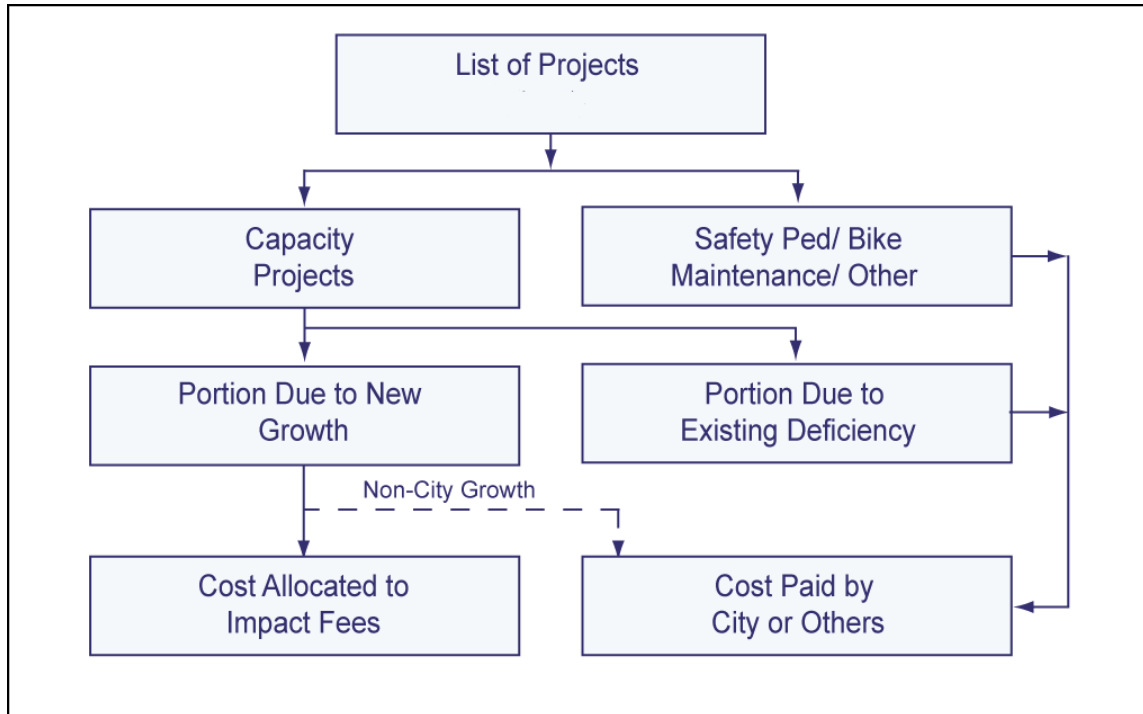 List of Projects
Capacity
Projects
Safety Ped/ Bike
Maintenance/ Other
Portion Due to New
Growth
Portion Due to
Existing Deficiency
Non-City Growth
Cost Allocated to
Impact Fees
Cost Paid by
City or Others